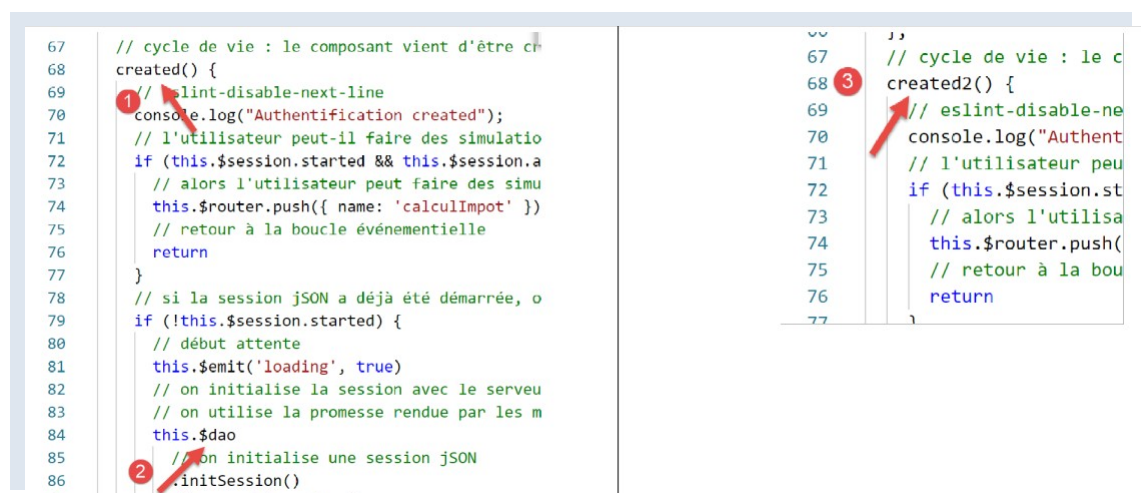 67 // cycle de vie : le composant vient d'être
68 created() {
1
69 // eslint-disable-next-line
70 console.log("Authentification created");
71 // l'utilisateur peut-il faire des simulatio
72 if (this.$session.started && this.$session.a
73 // alors l'utilisateur peut faire des simu
74 this.$router.push({ name: 'calculImpot' })
75 // retour à la boucle événementielle
76 return
77 }
78 // si la session jSON a déjà été démarrée, o
79 if (!this.$session.started) {
80 // début attente
81 this.$emit('loading', true)
82 // on initialise la session avec le serveu
83 // on utilise la promesse rendue par les m
84 this.$dao
85 // on initialise une session jSON
2
86 .initSession()
67 // cycle de vie : le c
68 3 created2() {
69 // eslint-disable-ne
70 console.log("Authent
71 // l'utilisateur peu
72 if (this.$session.st
73 // alors l'utilisa
74 this.$router.push(
75 // retour à la bou
76 return
77